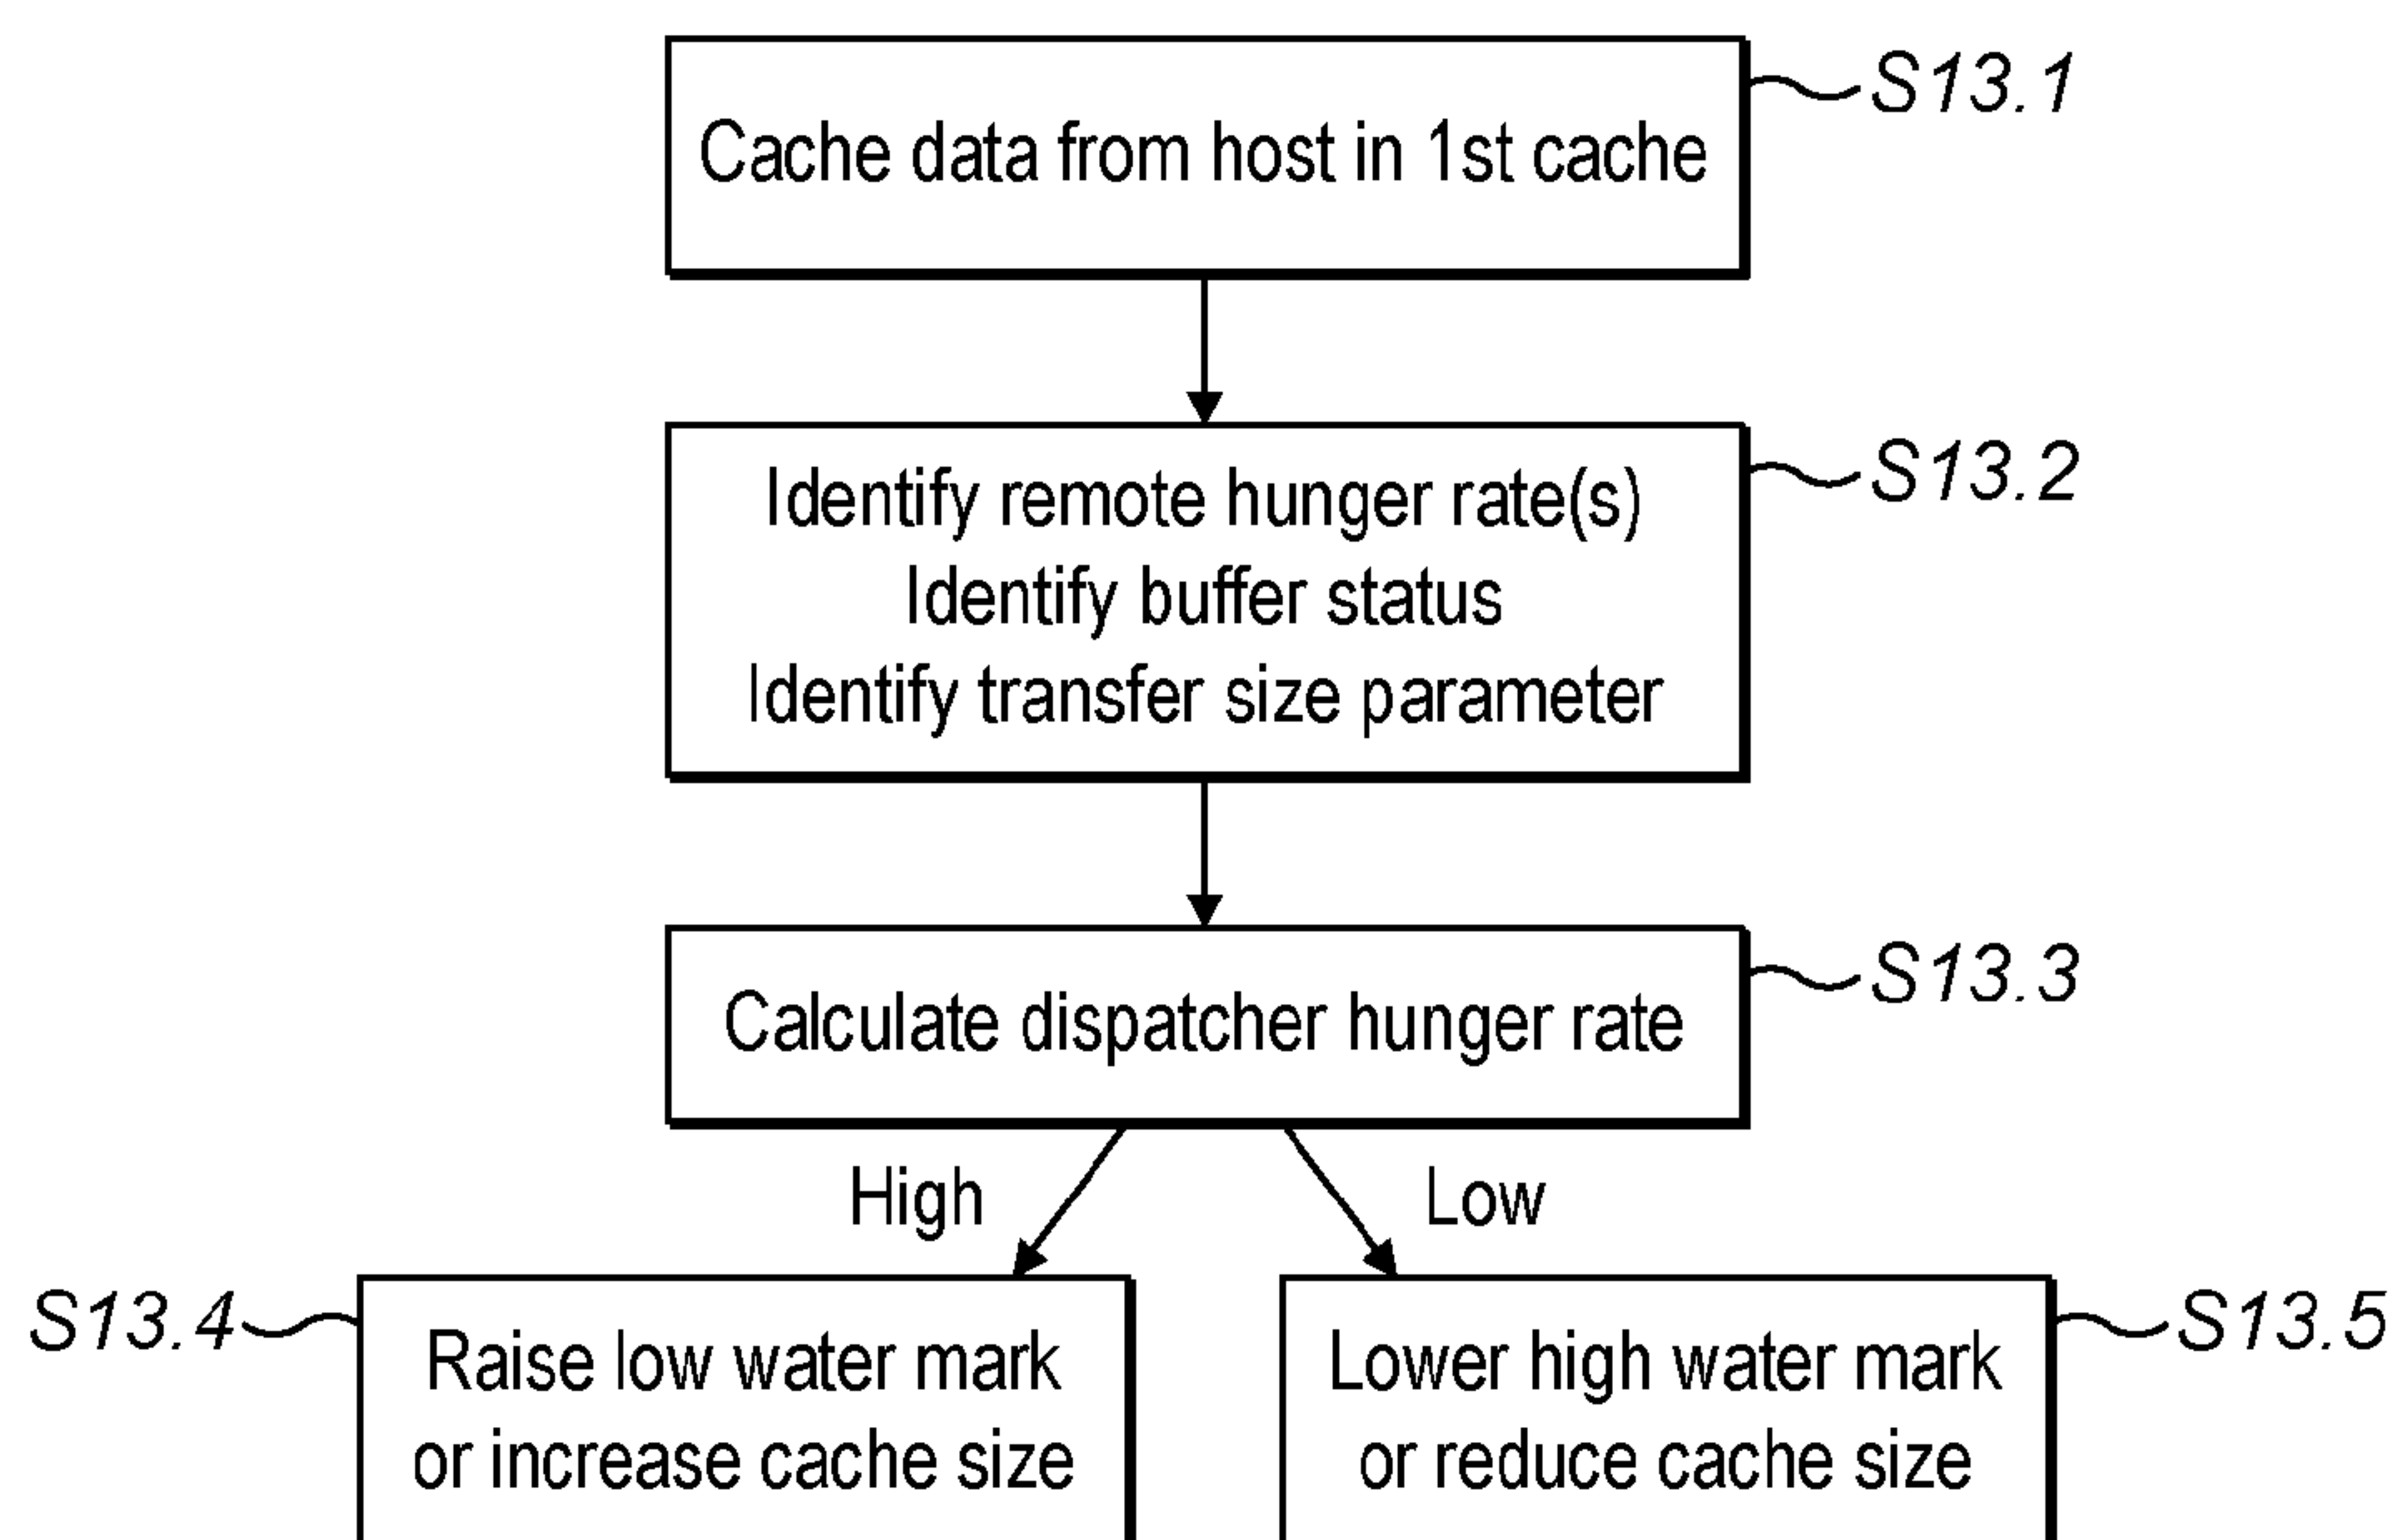 Cache data from host in 1st cache
S13.1
Identify remote hunger rate(s)
Identify buffer status
Identify transfer size parameter
S13.2
Calculate dispatcher hunger rate
S13.3
High
Low
S13.4
Raise low water mark
or increase cache size
Lower high water mark
or reduce cache size
S13.5